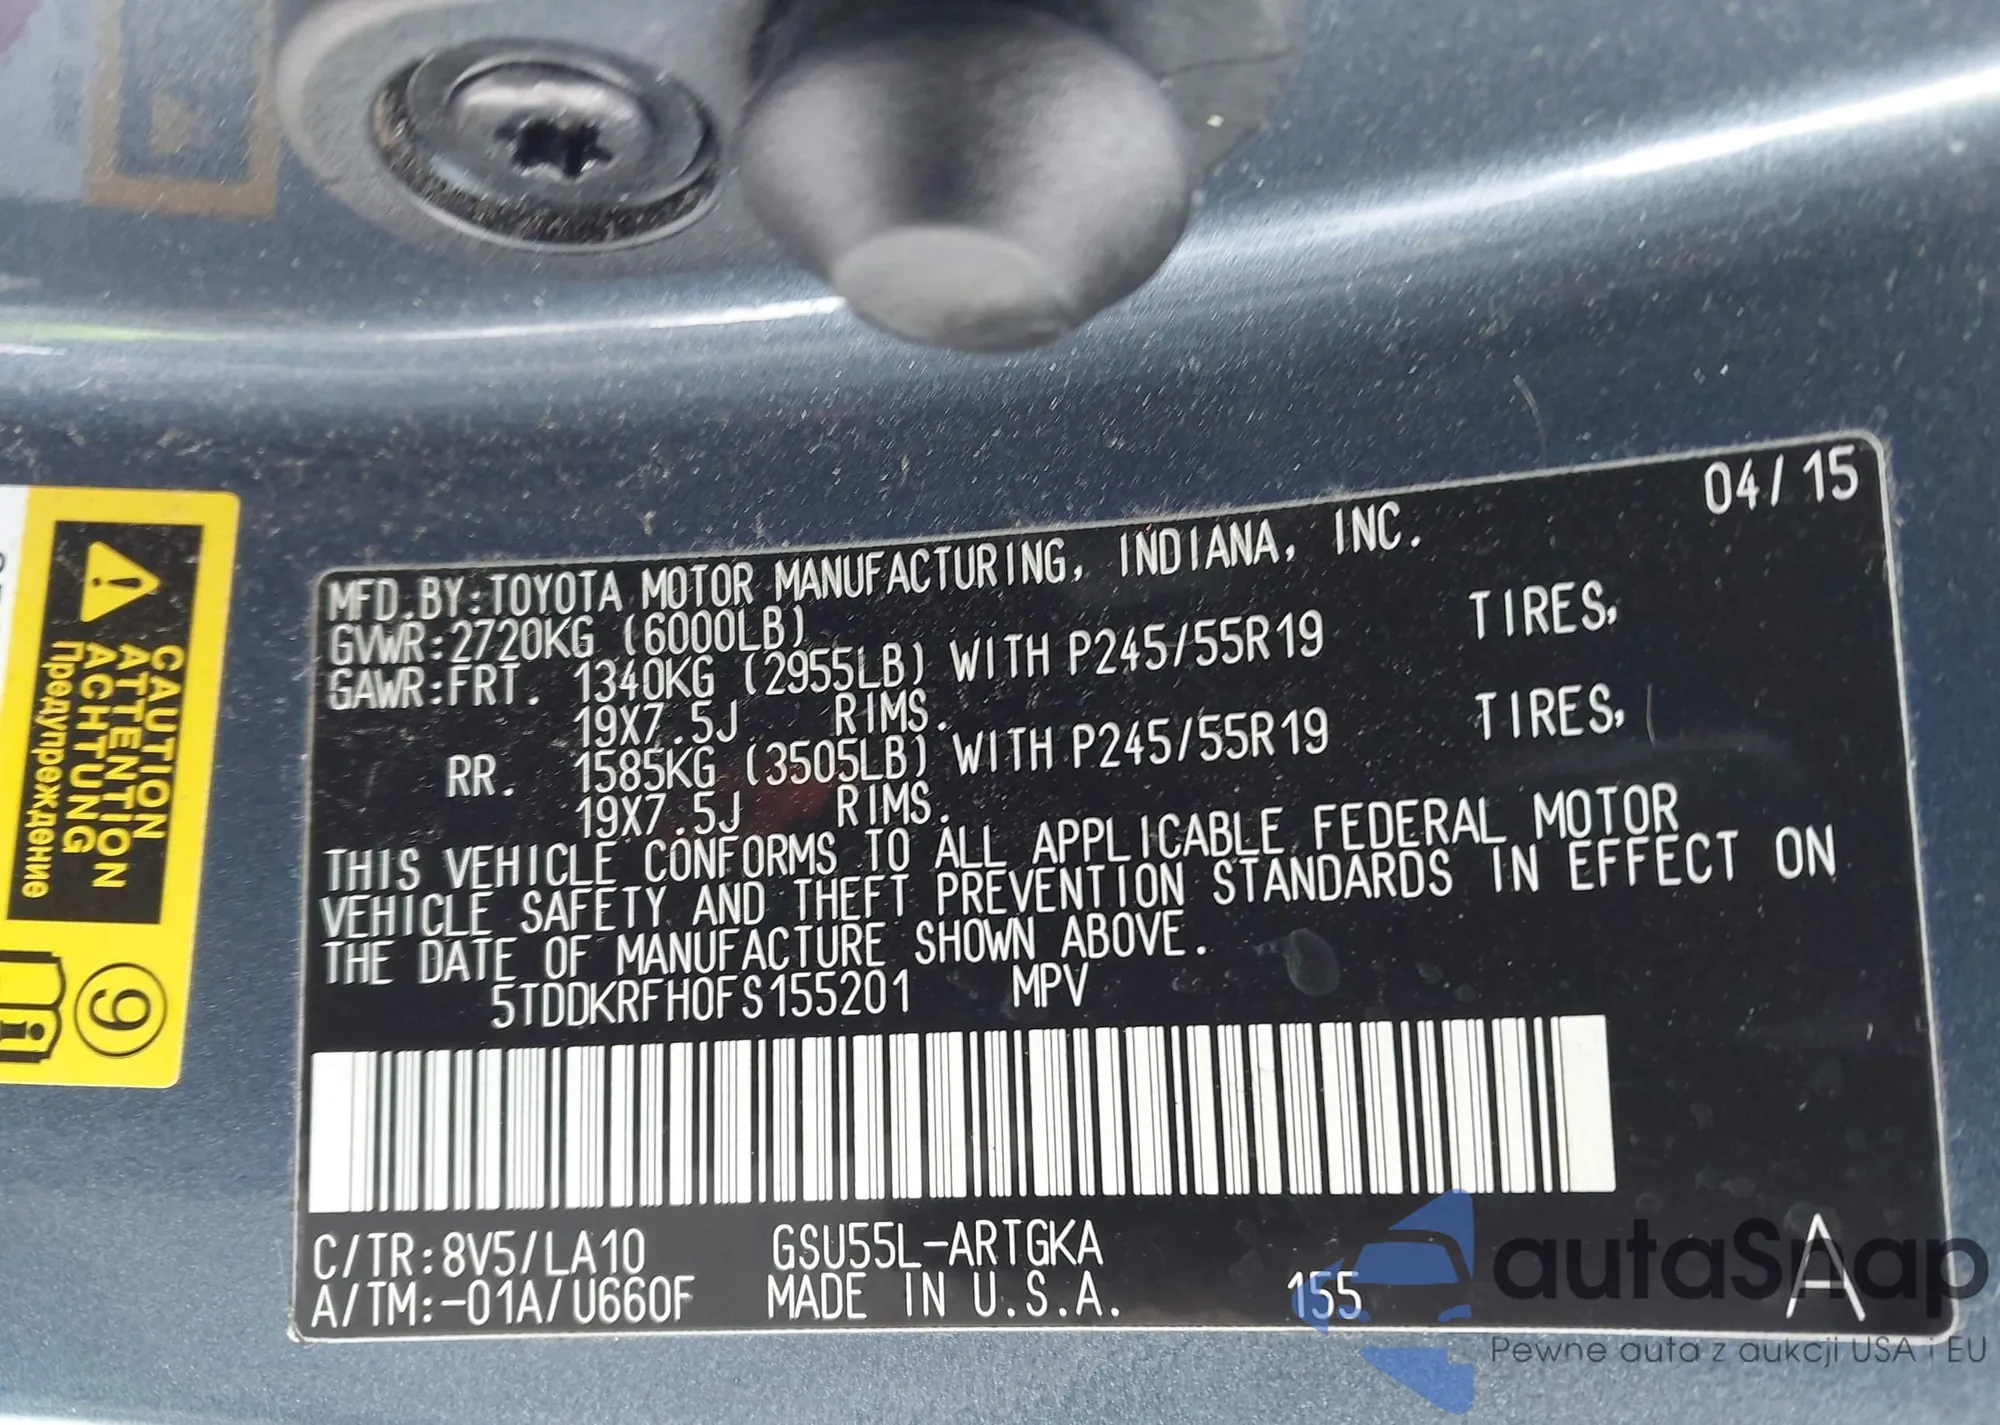 04/15
MFD.BY:TOYOTA MOTOR MANUFACTURING, INDIANA, INC.
GVWR:2720KG (6000LB)
GAWR:FRT. 1340KG (2955LB) WITH P245/55R19 TIRES,
19X7.5J RIMS.
RR. 1585KG (3505LB) WITH P245/55R19 TIRES,
19X7.5J RIMS.
THIS VEHICLE CONFORMS TO ALL APPLICABLE FEDERAL MOTOR
VEHICLE SAFETY AND THEFT PREVENTION STANDARDS IN EFFECT ON
THE DATE OF MANUFACTURE SHOWN ABOVE.
5TDDKRFH0FS155201 MPV
C/TR:8V5/LA10 GSU55L-ARTGKA
A/TM:-01A/U660F MADE IN U.S.A. 155 A
CAUTION
ATTENTION
ACHTUNG
Предупреждение
9
autaSnap
Pewne auta z aukcji USA i EU